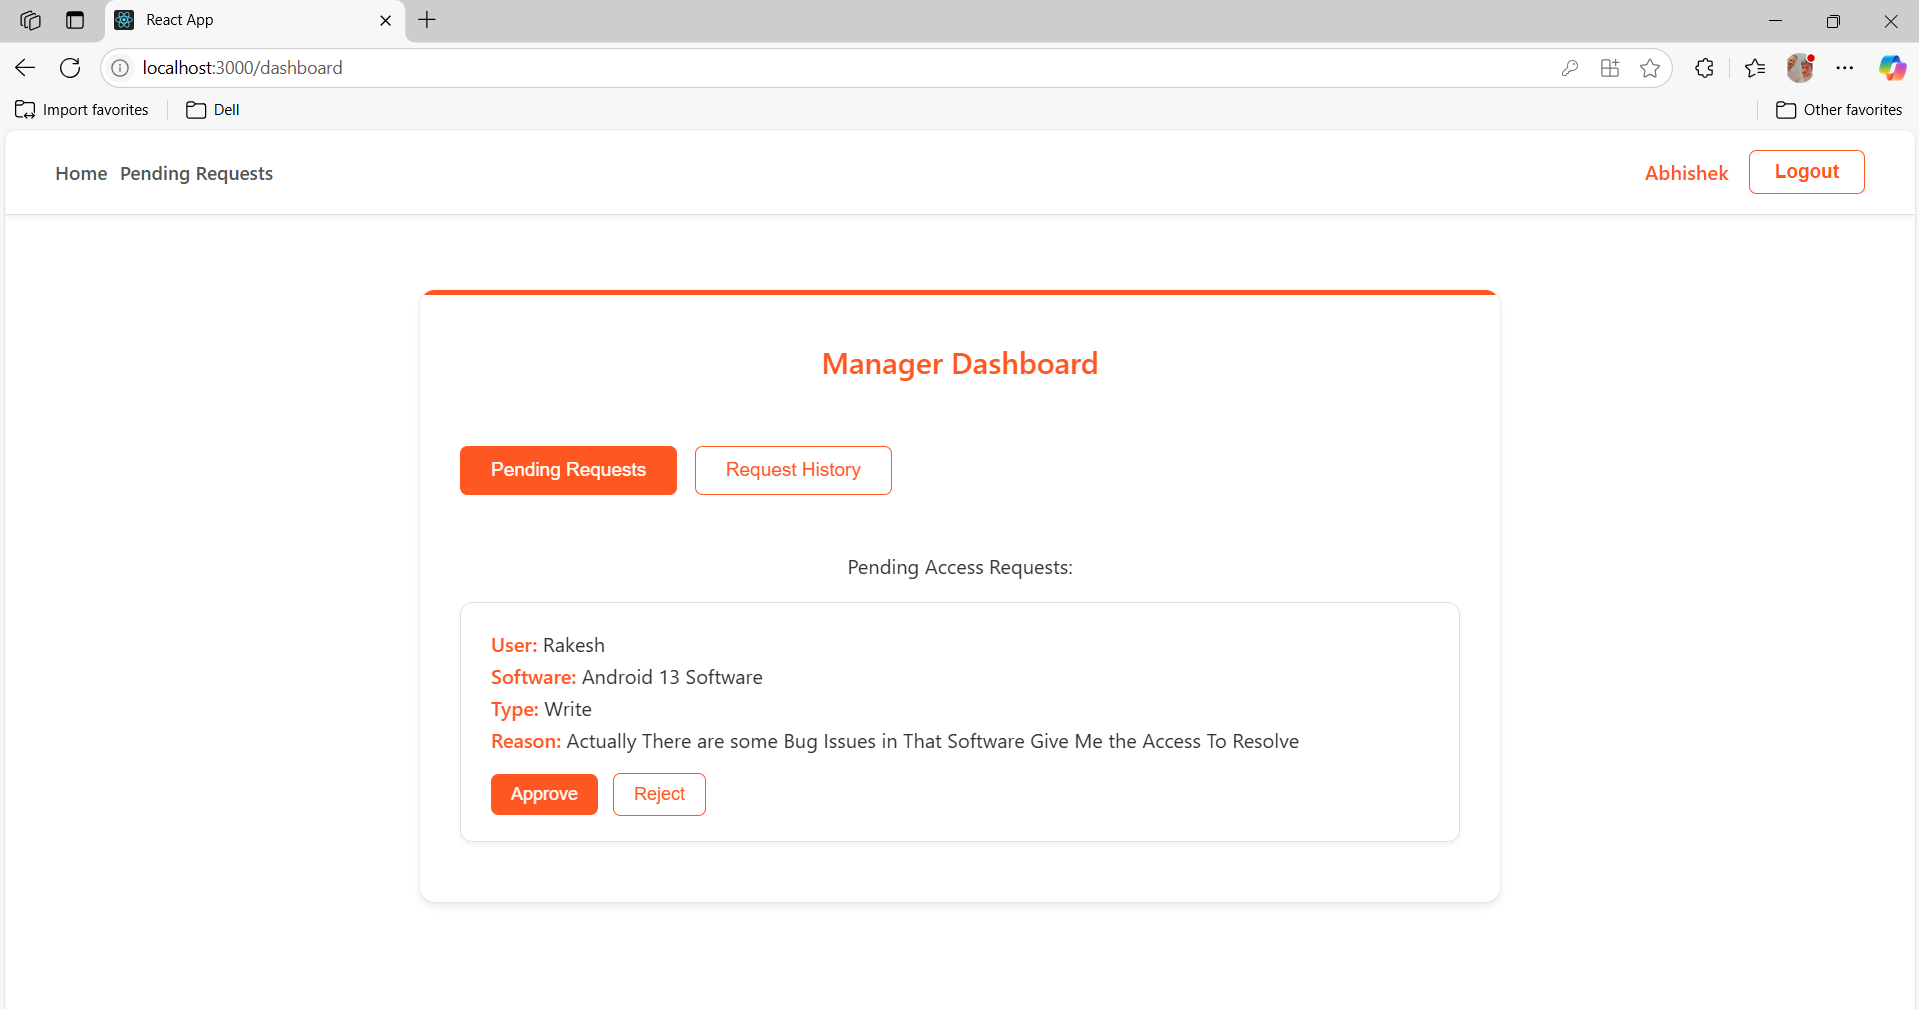 React App
localhost:3000/dashboard
Import favorites
Dell
Other favorites
Home Pending Requests
Abhishek
Logout
Manager Dashboard
Pending Requests
Request History
Pending Access Requests:
User: Rakesh
Software: Android 13 Software
Type: Write
Reason: Actually There are some Bug Issues in That Software Give Me the Access To Resolve
Approve
Reject